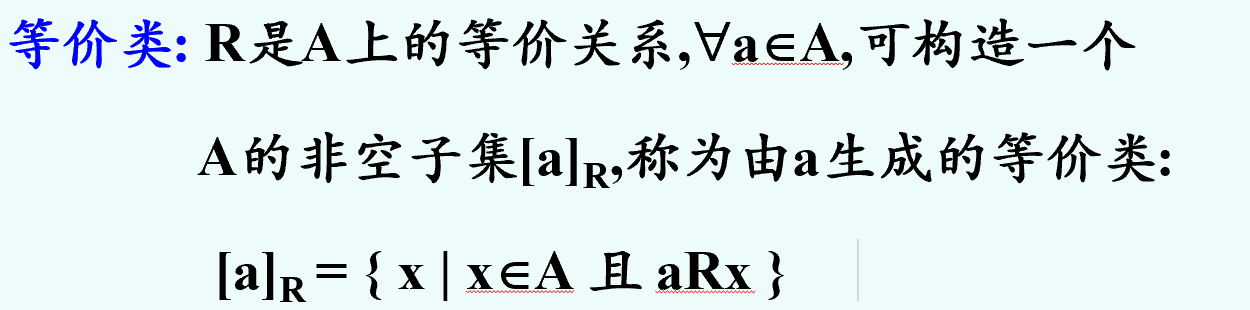 等价类: R是A上的等价关系,∀a∈A,可构造一个
A的非空子集[a]R,称为由a生成的等价类:
[a]R = { x | x∈A 且 aRx }